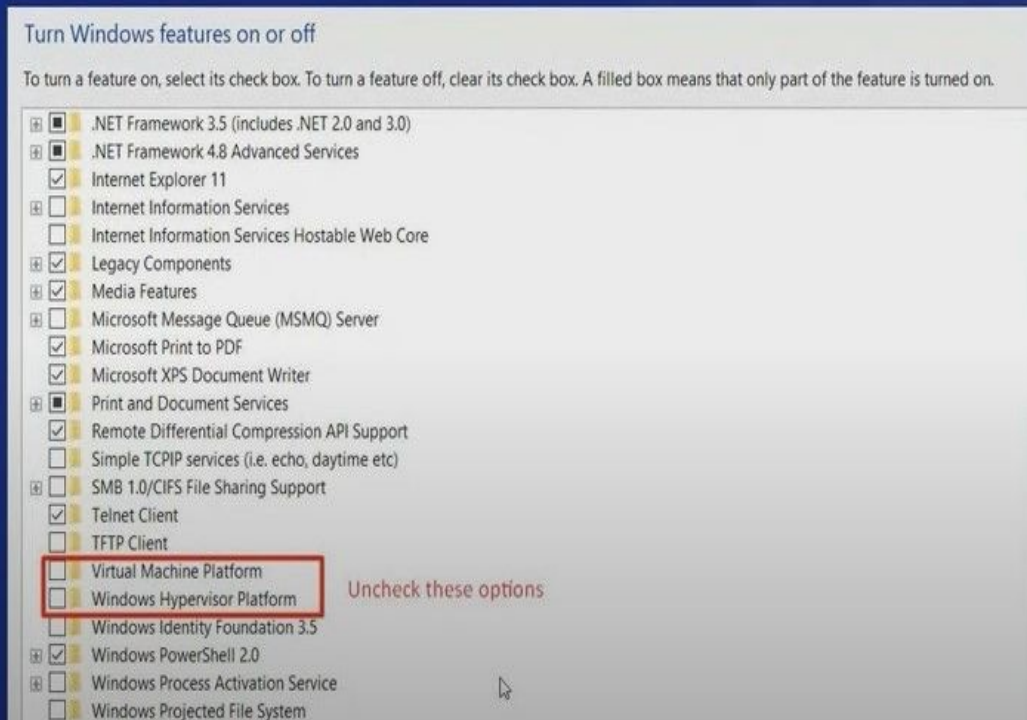 Turn Windows features on or off
To turn a feature on, select its check box. To turn a feature off, clear its check box. A filled box means that only part of the feature is turned on.
.NET Framework 3.5 (includes .NET 2.0 and 3.0)
.NET Framework 4.8 Advanced Services
Internet Explorer 11
Internet Information Services
Internet Information Services Hostable Web Core
Legacy Components
Media Features
Microsoft Message Queue (MSMQ) Server
Microsoft Print to PDF
Microsoft XPS Document Writer
Print and Document Services
Remote Differential Compression API Support
Simple TCPIP services (i.e. echo, daytime etc)
SMB 1.0/CIFS File Sharing Support
Telnet Client
TFTP Client
Virtual Machine Platform
Uncheck these options
Windows Hypervisor Platform
Windows Identity Foundation 3.5
Windows PowerShell 2.0
Windows Process Activation Service
Windows Projected File System